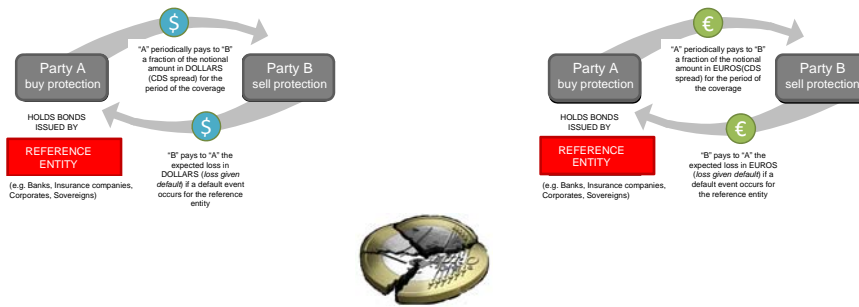 $
"A" periodically pays to "B"
a fraction of the notional
amount in DOLLARS
(CDS spread) for the
period of the coverage
Party A
buy protection
Party B
sell protection
HOLDS BONDS
ISSUED BY
$
REFERENCE
ENTITY
"B" pays to "A" the
expected loss in
DOLLARS (loss given
default) if a default event
occurs for the reference
entity
(e.g. Banks, Insurance companies,
Corporates, Sovereigns)
€
"A" periodically pays to "B"
a fraction of the notional
amount in EUROS(CDS
spread) for the period of
the coverage
Party A
buy protection
Party B
sell protection
HOLDS BONDS
ISSUED BY
€
REFERENCE
ENTITY
"B" pays to "A" the
expected loss in EUROS
(loss given default) if a
default event occurs for
the reference entity
(e.g. Banks, Insurance companies,
Corporates, Sovereigns)